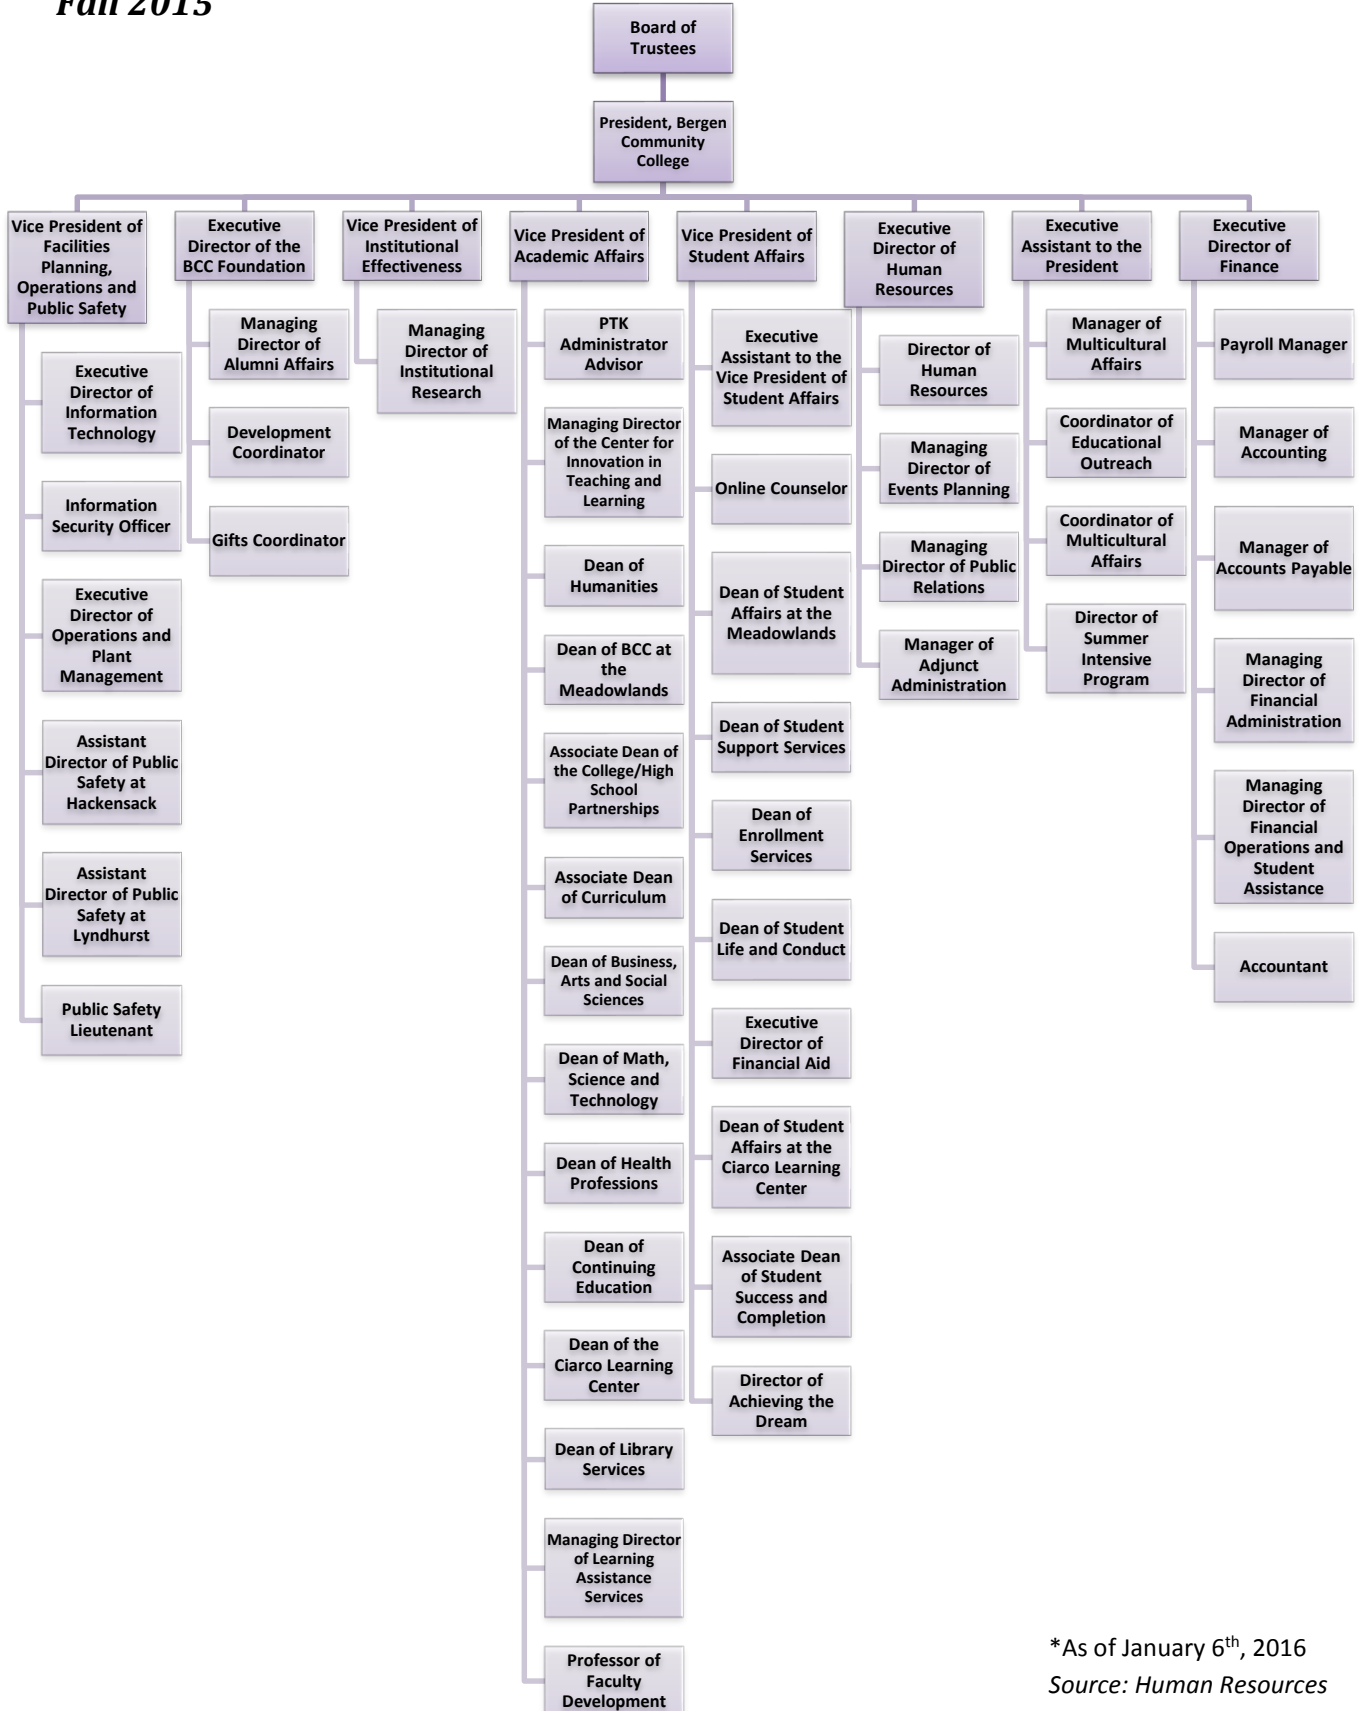 Fall 2015
Board of
Trustees
President, Bergen
Community
College
Vice President of
Facilities
Planning,
Operations and
Public Safety
Executive
Director of
Information
Technology
Information
Security Officer
Executive
Director of
Operations and
Plant
Management
Assistant
Director of Public
Safety at
Hackensack
Assistant
Director of Public
Safety at
Lyndhurst
Public Safety
Lieutenant
Executive
Director of the
BCC Foundation
Managing
Director of
Alumni Affairs
Development
Coordinator
Gifts Coordinator
Vice President of
Institutional
Effectiveness
Managing
Director of
Institutional
Research
Vice President of
Academic Affairs
PTK
Administrator
Advisor
Managing Director
of the Center for
Innovation in
Teaching and
Learning
Dean of
Humanities
Dean of BCC at
the
Meadowlands
Associate Dean of
the College/High
School
Partnerships
Associate Dean
of Curriculum
Dean of Business,
Arts and Social
Sciences
Dean of Math,
Science and
Technology
Dean of Health
Professions
Dean of
Continuing
Education
Dean of the
Ciarco Learning
Center
Dean of Library
Services
Managing Director
of Learning
Assistance
Services
Professor of
Faculty
Development
Vice President of
Student Affairs
Executive
Assistant to the
Vice President of
Student Affairs
Online Counselor
Dean of Student
Affairs at the
Meadowlands
Dean of Student
Support Services
Dean of
Enrollment
Services
Dean of Student
Life and Conduct
Executive
Director of
Financial Aid
Dean of Student
Affairs at the
Ciarco Learning
Center
Associate Dean
of Student
Success and
Completion
Director of
Achieving the
Dream
Executive
Director of
Human
Resources
Director of
Human
Resources
Managing
Director of
Events Planning
Managing
Director of Public
Relations
Manager of
Adjunct
Administration
Executive
Assistant to the
President
Manager of
Multicultural
Affairs
Coordinator of
Educational
Outreach
Coordinator of
Multicultural
Affairs
Director of
Summer
Intensive
Program
Executive
Director of
Finance
Payroll Manager
Manager of
Accounting
Manager of
Accounts Payable
Managing
Director of
Financial
Administration
Managing
Director of
Financial
Operations and
Student
Assistance
Accountant
*As of January 6th, 2016
Source: Human Resources